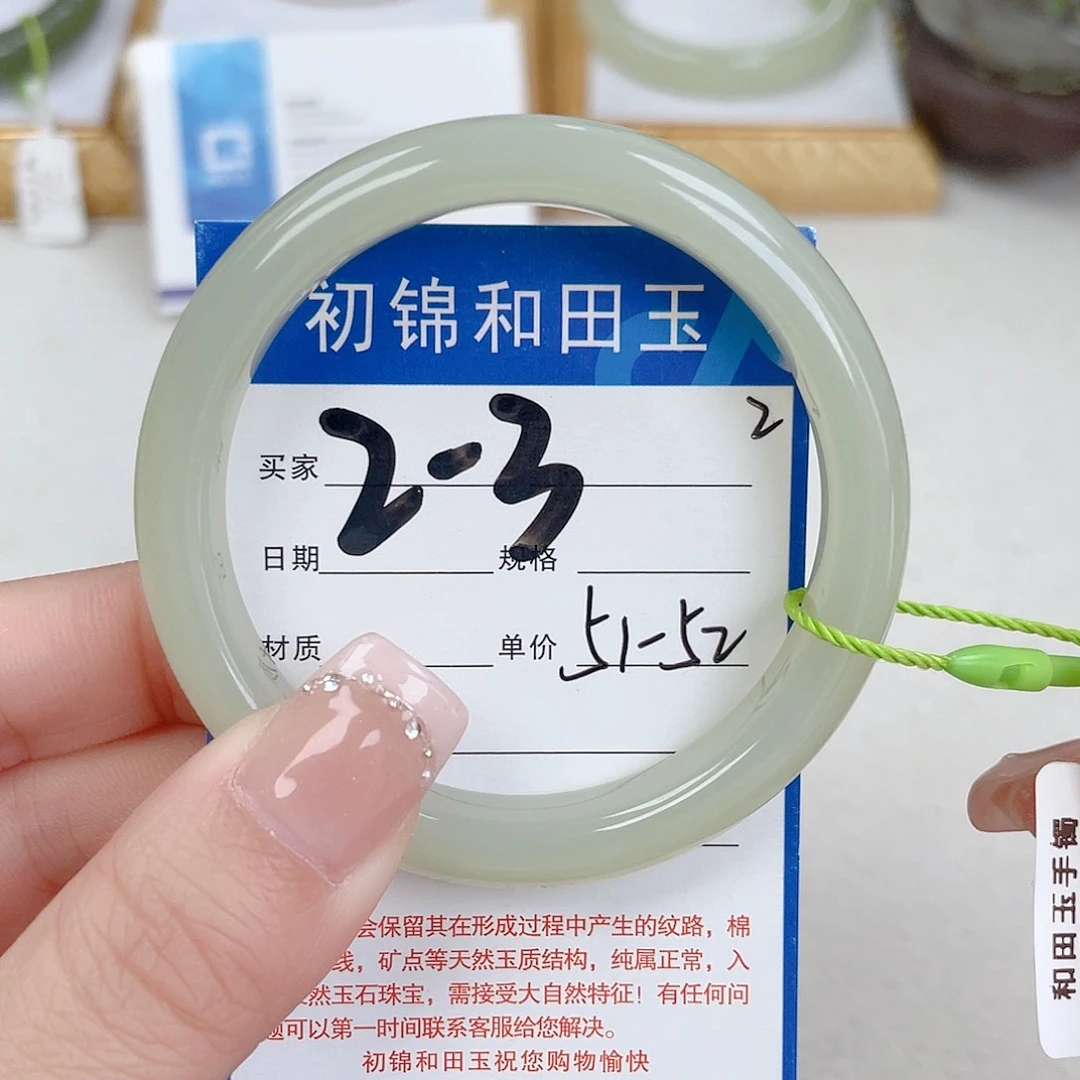 初锦和田玉
2
买家 2-3
日期 规格
材质 单价 51-52
会保留其在形成过程中产生的纹路，棉
线，矿点等天然玉质结构，纯属正常，入
然玉石珠宝，需接受大自然特征！有任何问
题可以第一时间联系客服给您解决。
初锦和田玉祝您购物愉快
和田玉手镯